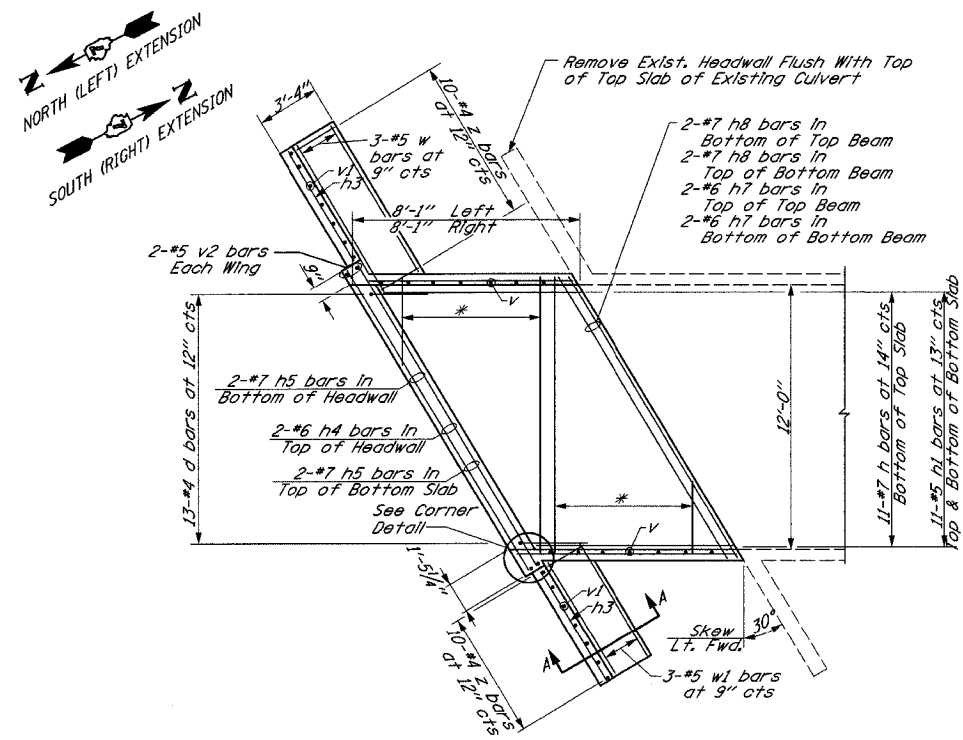 Z
NORTH (LEFT) EXTENSION
Z
SOUTH (RIGHT) EXTENSION
3'-4"
10-#4 z bars
at 12" cts
Remove Exist. Headwall Flush With Top
of Top Slab of Existing Culvert
3-#5 w
bars at
9" cts
2-#7 h8 bars in
Bottom of Top Beam
2-#7 h8 bars in
Top of Bottom Beam
2-#6 h7 bars in
Top of Top Beam
2-#6 h7 bars in
Bottom of Bottom Beam
v1
h3
8'-1" Left
8'-1" Right
2-#5 v2 bars
Each Wing
9"
v
*
13-#4 d bars at 12" cts
2-#7 h5 bars in
Bottom of Headwall
2-#6 h4 bars in
Top of Headwall
2-#7 h5 bars in
Top of Bottom Slab
See Corner
Detail
12'-0"
11-#7 h bars at 14" cts
Bottom of Top Slab
11-#5 h1 bars at 13" cts
Top & Bottom of Bottom Slab
*
v
1'-5 1/4"
10-#4 z bars
at 12" cts
v1
h3
A
A
Skew
Lt. Fwd.
30°
3-#5 w1 bars
at 9" cts